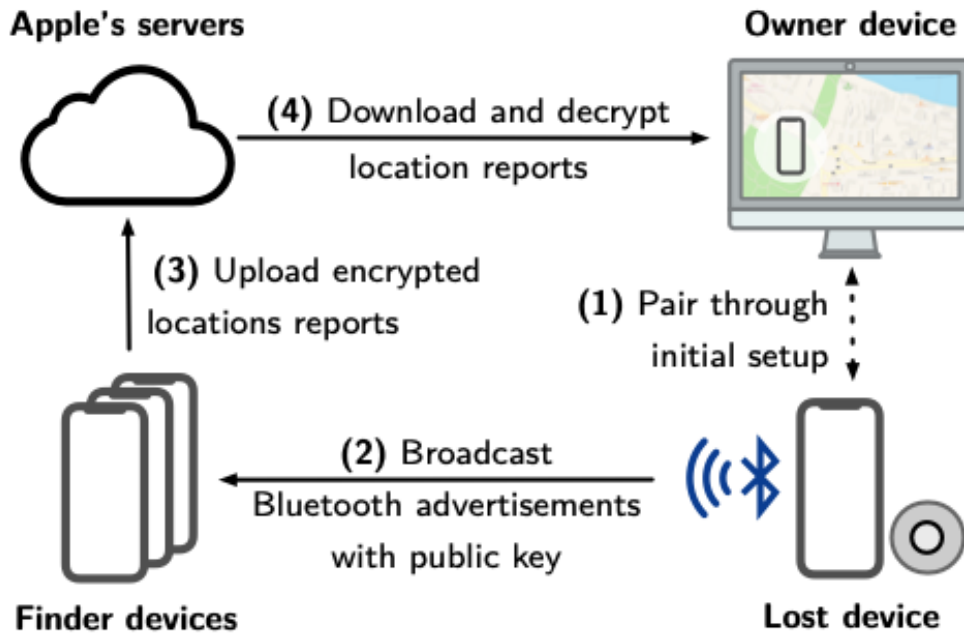 Apple's servers
Owner device
(4) Download and decrypt
location reports
(3) Upload encrypted
locations reports
(1) Pair through
initial setup
(2) Broadcast
Bluetooth advertisements
with public key
Finder devices
Lost device